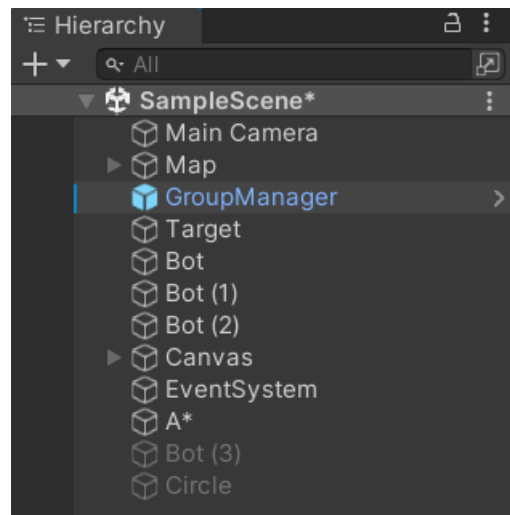 Hierarchy
All
SampleScene*
Main Camera
Map
GroupManager
Target
Bot
Bot (1)
Bot (2)
Canvas
EventSystem
A*
Bot (3)
Circle